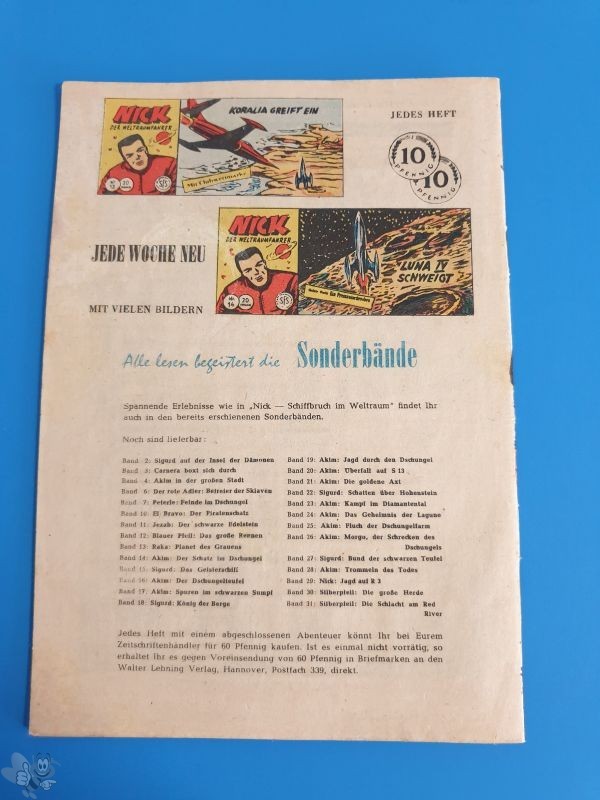 NICK
DER WELTRAUMFAHRER
KORALIA GREIFT EIN
JEDES HEFT
10
PFENNIG
10
PFENNIG
JEDE WOCHE NEU
NICK
DER WELTRAUMFAHRER
Nr. 14
20
SfS
LUNA IV
SCHWEIGT
MIT VIELEN BILDERN
Alle lesen begeistert die Sonderbände
Spannende Erlebnisse wie in „Nick — Schiffbruch im Weltraum" findet Ihr
auch in den bereits erschienenen Sonderbänden.
Noch sind lieferbar:
Band 2: Sigurd auf der Insel der Dämonen
Band 3: Carnera boxt sich durch
Band 4: Akim in der großen Stadt
Band 6: Der rote Adler: Befreier der Sklaven
Band 7: Peterle: Feinde im Dschungel
Band 10: El Bravo: Der Piratenschatz
Band 11: Jezab: Der schwarze Edelstein
Band 12: Blauer Pfeil: Das große Rennen
Band 13: Raka: Planet des Grauens
Band 14: Akim: Der Schatz im Dschungel
Band 15: Sigurd: Das Geisterschiff
Band 16: Akim: Der Dschungelteufel
Band 17: Akim: Spuren im schwarzen Sumpf
Band 18: Sigurd: König der Berge
Band 19: Akim: Jagd durch den Dschungel
Band 20: Akim: Überfall auf S 13
Band 21: Akim: Die goldene Axt
Band 22: Sigurd: Schatten über Hohenstein
Band 23: Akim: Kampf im Diamantental
Band 24: Akim: Das Geheimnis der Lagune
Band 25: Akim: Fluch der Dschungelfarm
Band 26: Akim: Morgo, der Schrecken des
Dschungels
Band 27: Sigurd: Bund der schwarzen Teufel
Band 28: Akim: Trommeln des Todes
Band 29: Nick: Jagd auf R 3
Band 30: Silberpfeil: Die große Herde
Band 31: Silberpfeil: Die Schlacht am Red
River
Jedes Heft mit einem abgeschlossenen Abenteuer könnt Ihr bei Eurem
Zeitschriftenhändler für 60 Pfennig kaufen. Ist es einmal nicht vorrätig, so
erhaltet Ihr es gegen Voreinsendung von 60 Pfennig in Briefmarken an den
Walter Lehning Verlag, Hannover, Postfach 339, direkt.